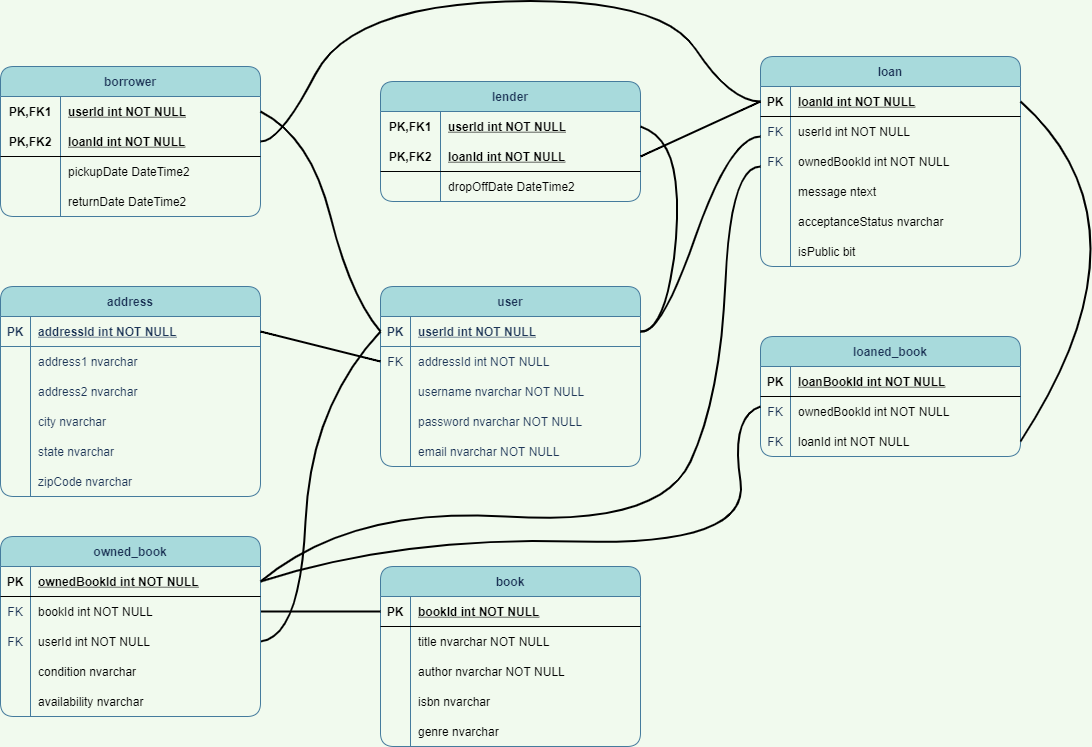 borrower
PK,FK1 userId int NOT NULL
PK,FK2 loanId int NOT NULL
pickupDate DateTime2
returnDate DateTime2
lender
PK,FK1 userId int NOT NULL
PK,FK2 loanId int NOT NULL
dropOffDate DateTime2
loan
PK loanId int NOT NULL
FK userId int NOT NULL
FK ownedBookId int NOT NULL
message ntext
acceptanceStatus nvarchar
isPublic bit
address
PK addressId int NOT NULL
address1 nvarchar
address2 nvarchar
city nvarchar
state nvarchar
zipCode nvarchar
user
PK userId int NOT NULL
FK addressId int NOT NULL
username nvarchar NOT NULL
password nvarchar NOT NULL
email nvarchar NOT NULL
loaned_book
PK loanBookId int NOT NULL
FK ownedBookId int NOT NULL
FK loanId int NOT NULL
owned_book
PK ownedBookId int NOT NULL
FK bookId int NOT NULL
FK userId int NOT NULL
condition nvarchar
availability nvarchar
book
PK bookId int NOT NULL
title nvarchar NOT NULL
author nvarchar NOT NULL
isbn nvarchar
genre nvarchar